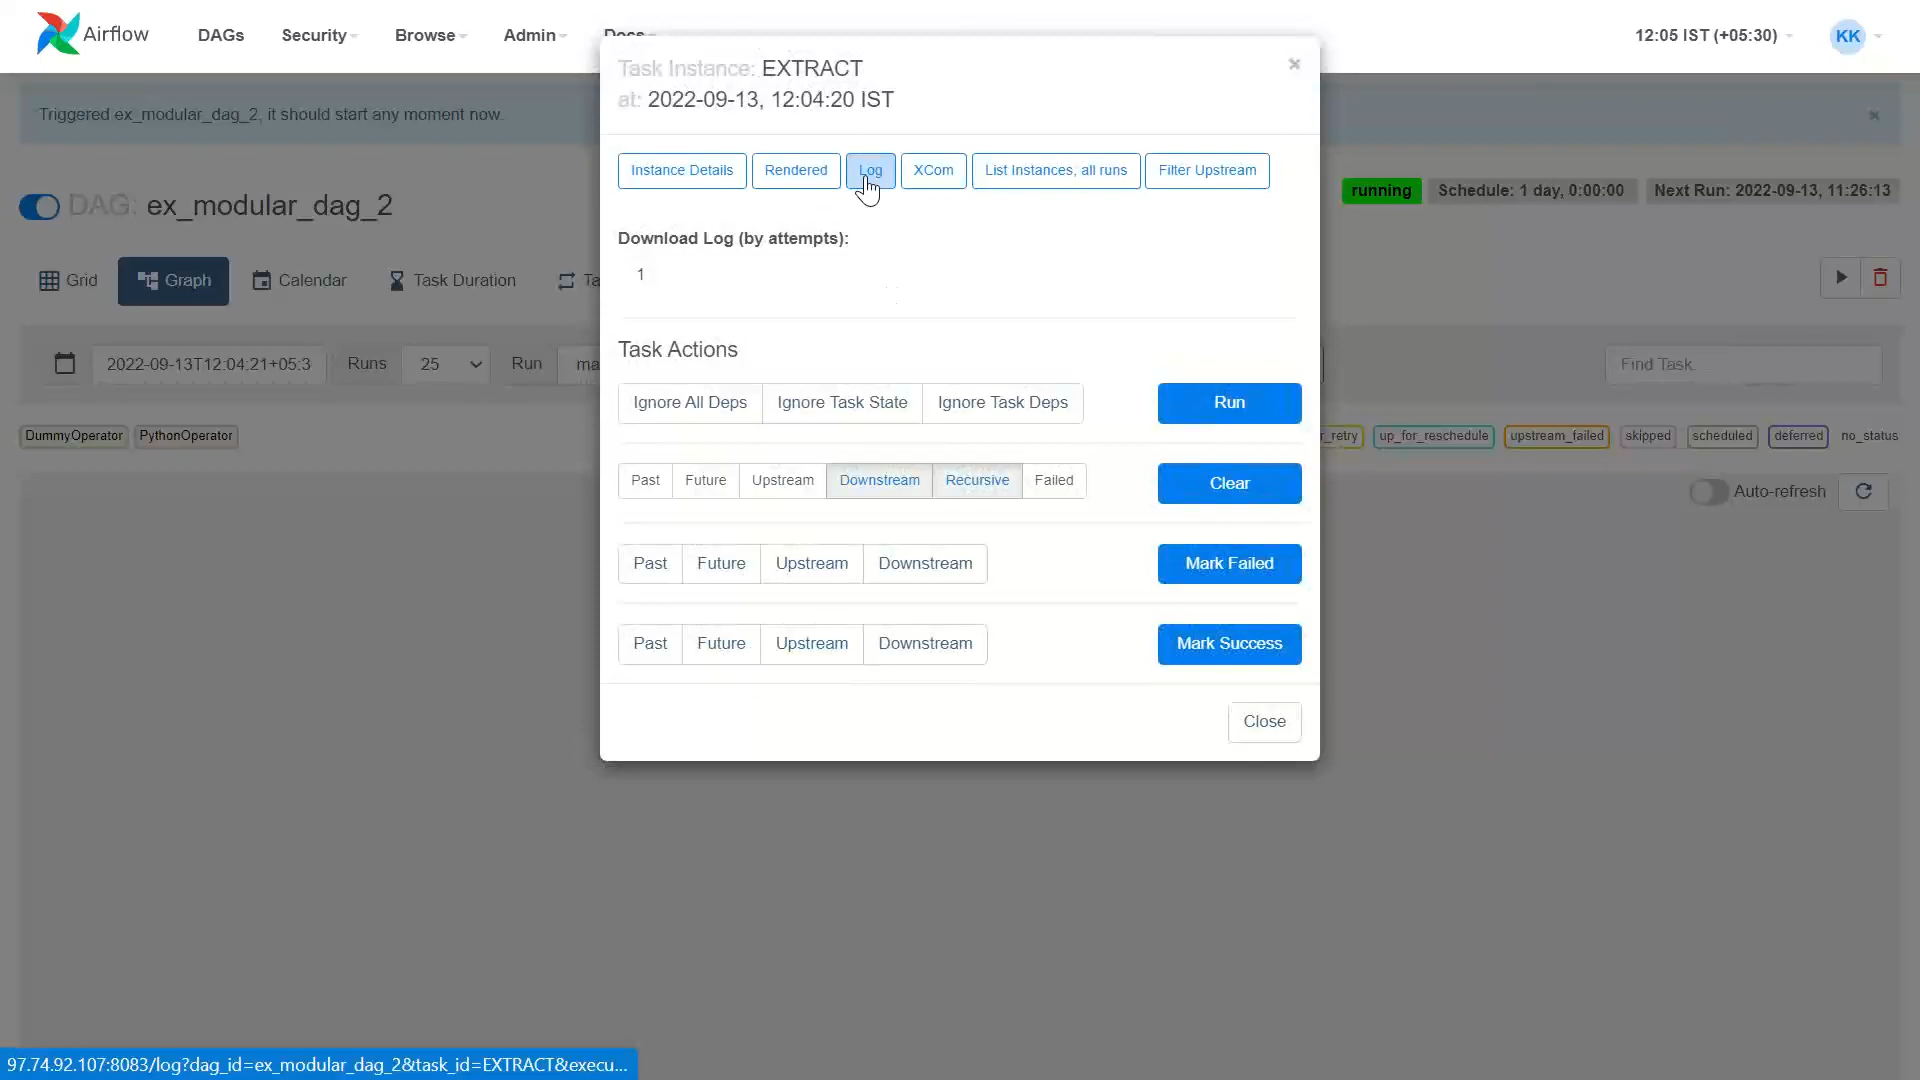 Airflow
DAGs
Security
Browse
Admin
Docs
12:05 IST (+05:30)
KK
Task Instance: EXTRACT
at: 2022-09-13, 12:04:20 IST
×
Triggered ex_modular_dag_2, it should start any moment now.
×
Instance Details
Rendered
Log
XCom
List Instances, all runs
Filter Upstream
DAG: ex_modular_dag_2
running
Schedule: 1 day, 0:00:00
Next Run: 2022-09-13, 11:26:13
Download Log (by attempts):
1
Grid
Graph
Calendar
Task Duration
Ta
Task Actions
2022-09-13T12:04:21+05:3
Runs
25
Run
ma
Find Task.
Ignore All Deps
Ignore Task State
Ignore Task Deps
Run
DummyOperator
PythonOperator
r_retry
up_for_reschedule
upstream_failed
skipped
scheduled
deferred
no_status
Past
Future
Upstream
Downstream
Recursive
Failed
Clear
Auto-refresh
Past
Future
Upstream
Downstream
Mark Failed
Past
Future
Upstream
Downstream
Mark Success
Close
97.74.92.107:8083/log?dag_id=ex_modular_dag_2&task_id=EXTRACT&execu...